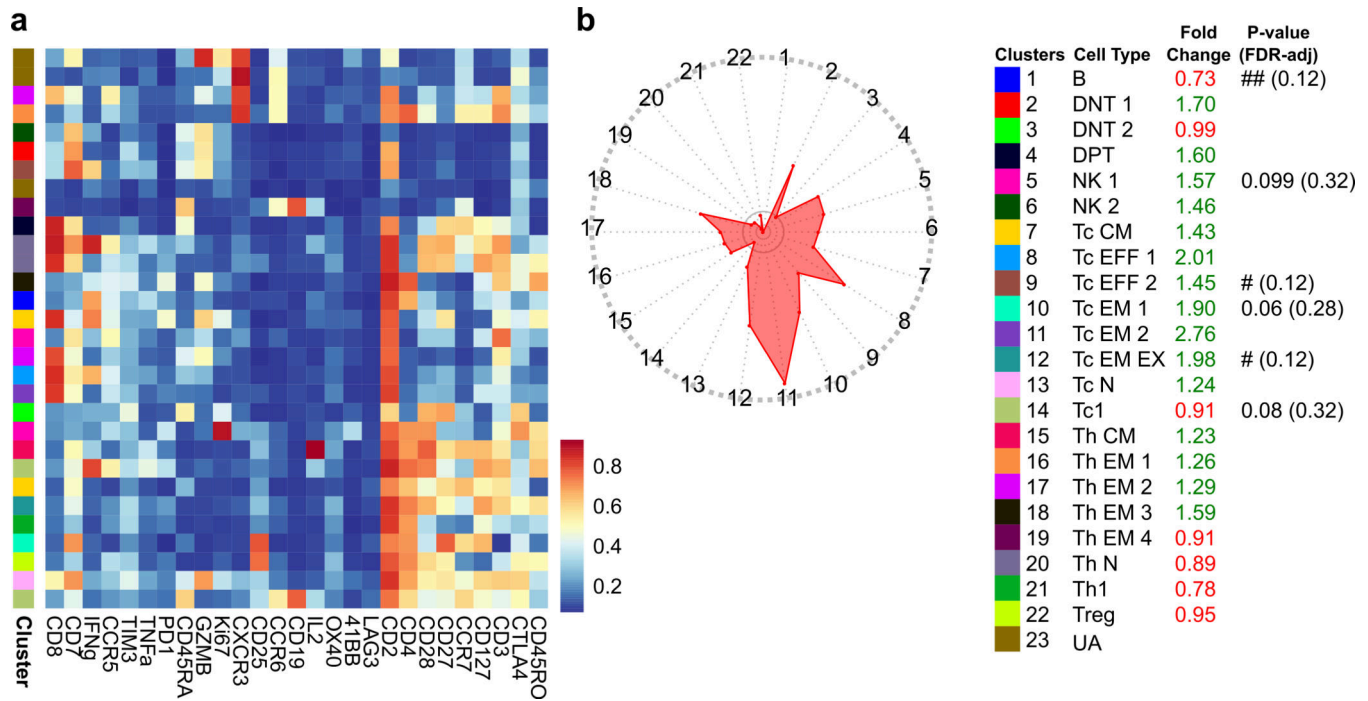 a
b
0.8
0.6
0.4
0.2
Cluster
CD8
CD7
IFNg
CCR5
TIM3
TNFa
PD1
CD45RA
GZMB
Ki67
CXCR3
CD25
CCR6
CD19
IL2
OX40
41BB
LAG3
CD2
CD4
CD28
CD27
CCR7
CD127
CD3
CTLA4
CD45RO
1
2
3
4
5
6
7
8
9
10
11
12
13
14
15
16
17
18
19
20
21
22
Clusters Cell Type Fold Change P-value (FDR-adj)
1 B 0.73 ## (0.12)
2 DNT 1 1.70
3 DNT 2 0.99
4 DPT 1.60
5 NK 1 1.57 0.099 (0.32)
6 NK 2 1.46
7 Tc CM 1.43
8 Tc EFF 1 2.01
9 Tc EFF 2 1.45 # (0.12)
10 Tc EM 1 1.90 0.06 (0.28)
11 Tc EM 2 2.76
12 Tc EM EX 1.98 # (0.12)
13 Tc N 1.24
14 Tc1 0.91 0.08 (0.32)
15 Th CM 1.23
16 Th EM 1 1.26
17 Th EM 2 1.29
18 Th EM 3 1.59
19 Th EM 4 0.91
20 Th N 0.89
21 Th1 0.78
22 Treg 0.95
23 UA